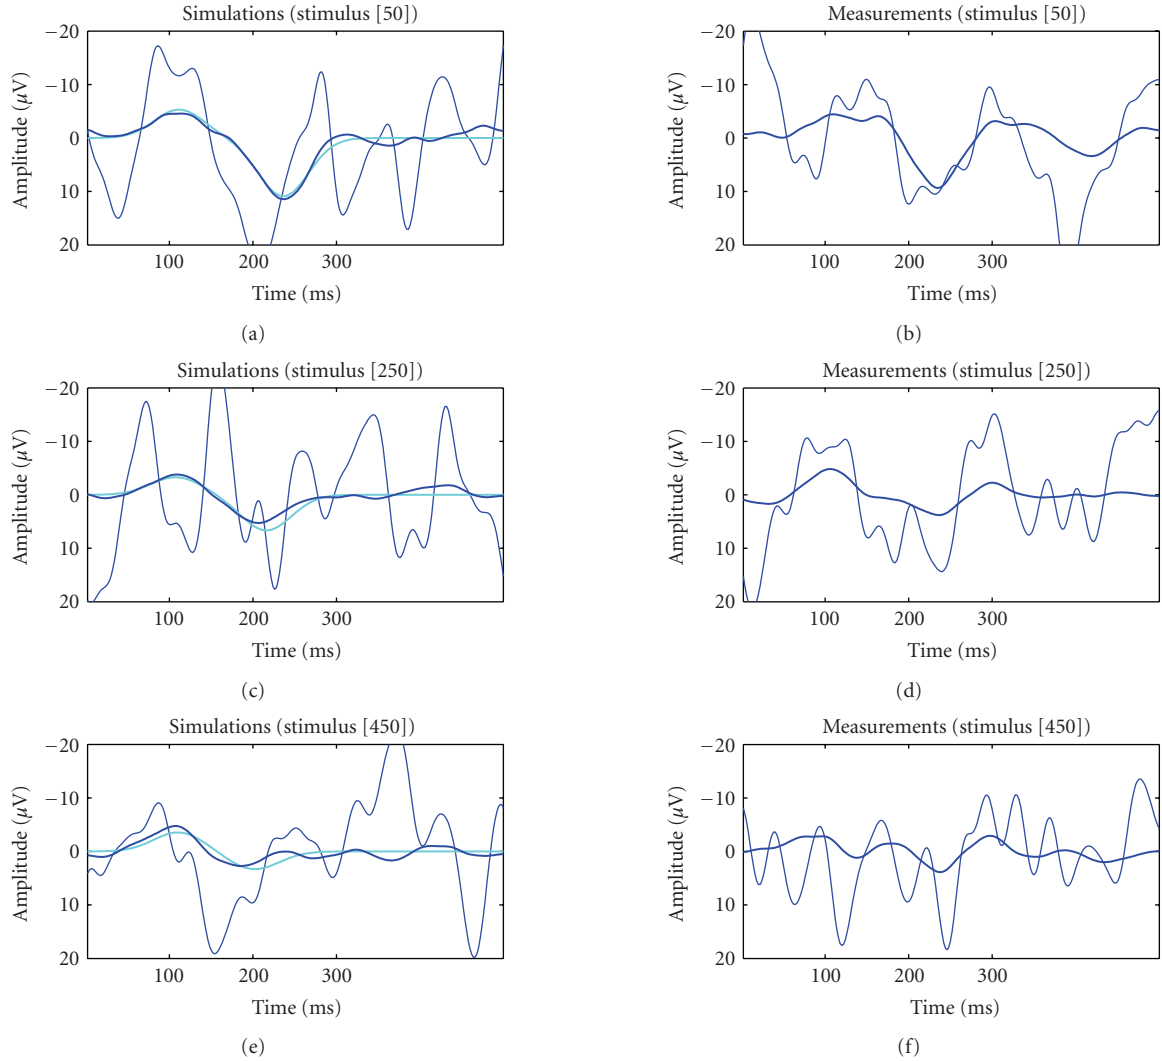 Simulations (stimulus [50])
−20
−10
0
10
20
Amplitude (μV)
100 200 300
Time (ms)
(a)
Measurements (stimulus [50])
−20
−10
0
10
20
Amplitude (μV)
100 200 300
Time (ms)
(b)
Simulations (stimulus [250])
−20
−10
0
10
20
Amplitude (μV)
100 200 300
Time (ms)
(c)
Measurements (stimulus [250])
−20
−10
0
10
20
Amplitude (μV)
100 200 300
Time (ms)
(d)
Simulations (stimulus [450])
−20
−10
0
10
20
Amplitude (μV)
100 200 300
Time (ms)
(e)
Measurements (stimulus [450])
−20
−10
0
10
20
Amplitude (μV)
100 200 300
Time (ms)
(f)